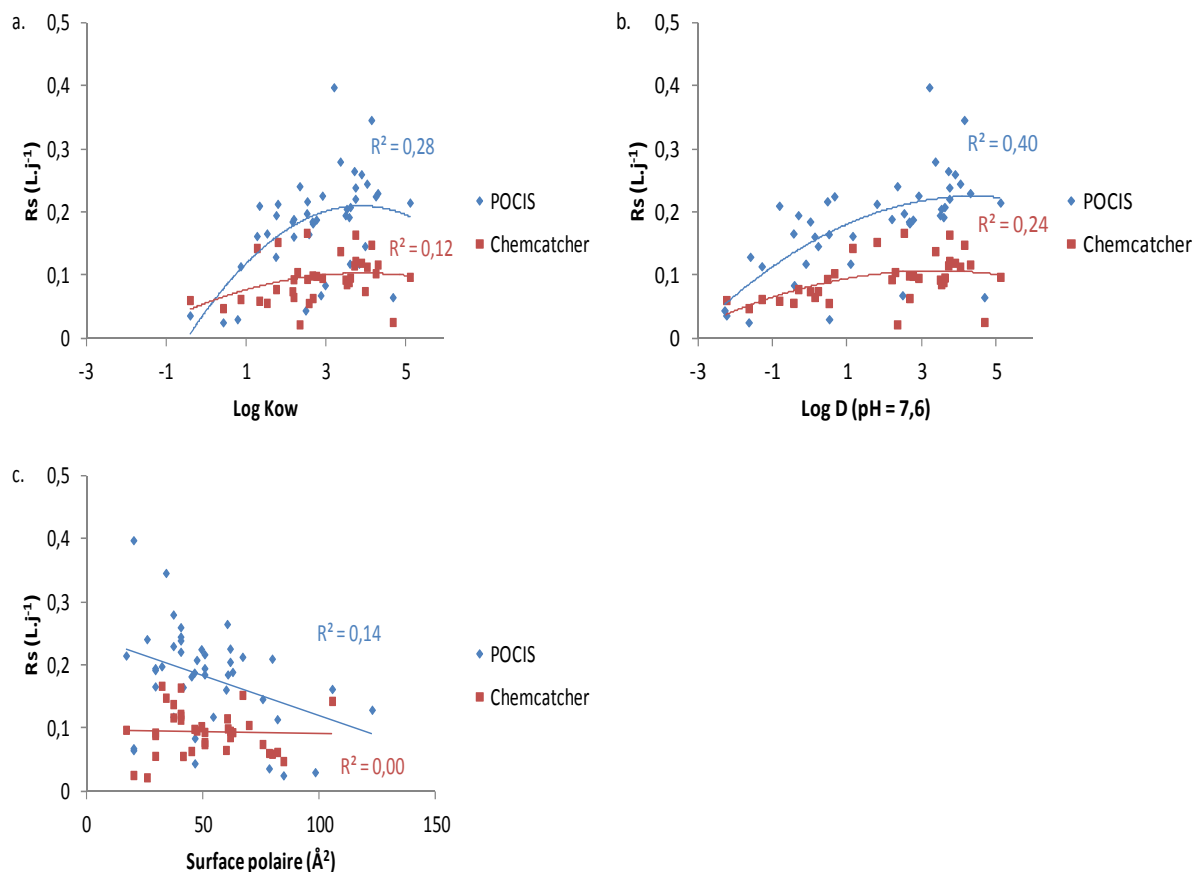 a.
0,5
0,4
0,3
0,2
0,1
0
Rs (L.j⁻¹)
R² = 0,28
R² = 0,12
POCIS
Chemcatcher
-3 -1 1 3 5
Log Kow
b.
0,5
0,4
0,3
0,2
0,1
0
Rs (L.j⁻¹)
R² = 0,40
R² = 0,24
POCIS
Chemcatcher
-3 -1 1 3 5
Log D (pH = 7,6)
c.
0,5
0,4
0,3
0,2
0,1
0
Rs (L.j⁻¹)
R² = 0,14
R² = 0,00
POCIS
Chemcatcher
0 50 100 150
Surface polaire (Å²)